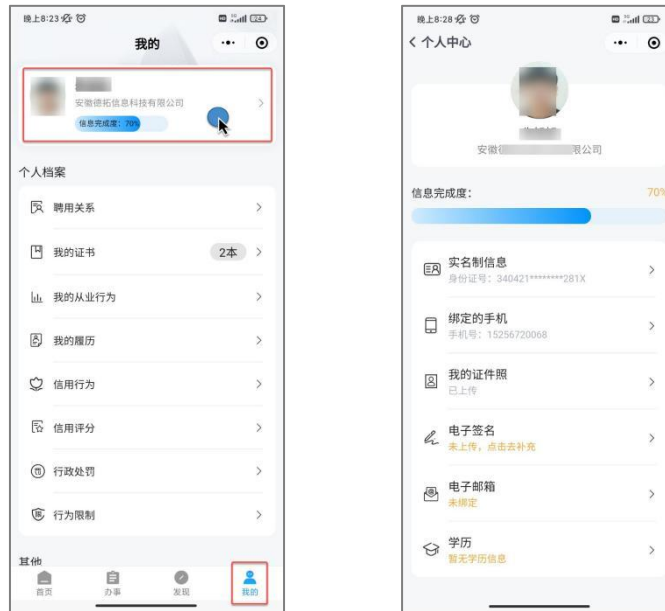 晚上8:23
24
我的
安徽德拓信息科技有限公司
信息完成度：70%
个人档案
聘用关系
我的证书
2本
我的从业行为
我的履历
信用行为
信用评分
行政处罚
行为限制
其他
首页
办事
发现
我的
晚上8:28
23
个人中心
安徽
限公司
信息完成度：
70%
实名制信息
身份证号：340421********281X
绑定的手机
手机号：15256720068
我的证件照
已上传
电子签名
未上传，点击去补充
电子邮箱
未绑定
学历
暂无学历信息